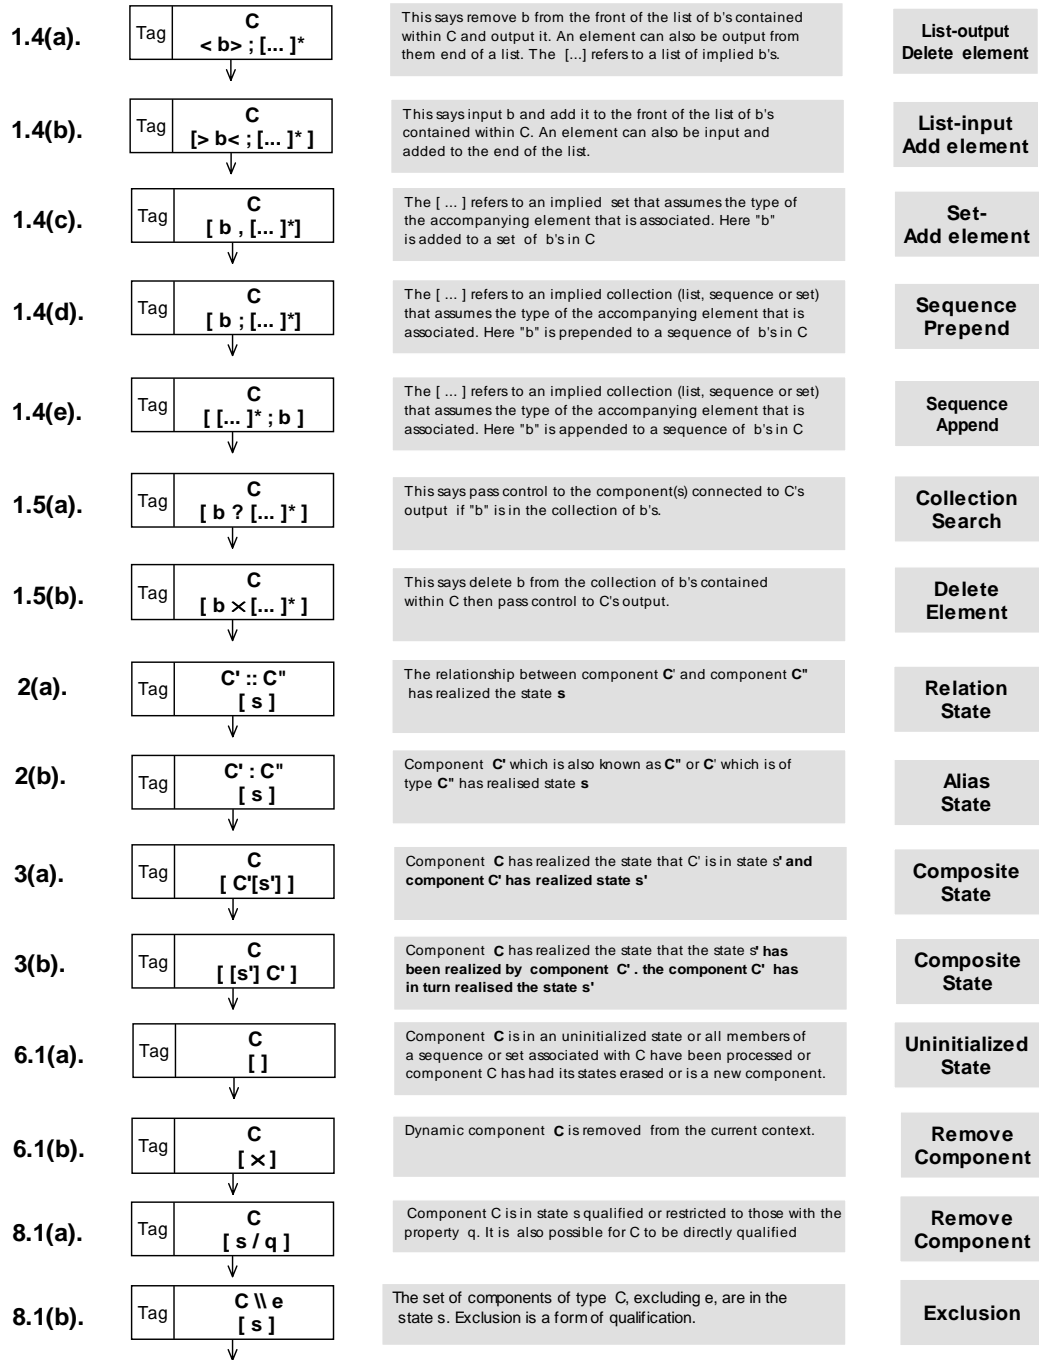 1.4(a).
Tag
C
< b> ; [... ]*
This says remove b from the front of the list of b's contained
within C and output it. An element can also be output from
them end of a list. The [...] refers to a list of implied b's.
List-output
Delete element
1.4(b).
Tag
C
[> b< ; [... ]* ]
This says input b and add it to the front of the list of b's
contained within C. An element can also be input and
added to the end of the list.
List-input
Add element
1.4(c).
Tag
C
[ b , [... ]*]
The [ ... ] refers to an implied set that assumes the type of
the accompanying element that is associated. Here "b"
is added to a set of b's in C
Set-
Add element
1.4(d).
Tag
C
[ b ; [... ]*]
The [ ... ] refers to an implied collection (list, sequence or set)
that assumes the type of the accompanying element that is
associated. Here "b" is prepended to a sequence of b's in C
Sequence
Prepend
1.4(e).
Tag
C
[ [... ]* ; b ]
The [ ... ] refers to an implied collection (list, sequence or set)
that assumes the type of the accompanying element that is
associated. Here "b" is appended to a sequence of b's in C
Sequence
Append
1.5(a).
Tag
C
[ b ? [... ]* ]
This says pass control to the component(s) connected to C's
output if "b" is in the collection of b's.
Collection
Search
1.5(b).
Tag
C
[ b × [... ]* ]
This says delete b from the collection of b's contained
within C then pass control to C's output.
Delete
Element
2(a).
Tag
C' :: C"
[ s ]
The relationship between component C' and component C"
has realized the state s
Relation
State
2(b).
Tag
C' : C"
[ s ]
Component C' which is also known as C" or C' which is of
type C" has realised state s
Alias
State
3(a).
Tag
C
[ C'[s'] ]
Component C has realized the state that C' is in state s' and
component C' has realized state s'
Composite
State
3(b).
Tag
C
[ [s'] C' ]
Component C has realized the state that the state s' has
been realized by component C' . the component C' has
in turn realised the state s'
Composite
State
6.1(a).
Tag
C
[ ]
Component C is in an uninitialized state or all members of
a sequence or set associated with C have been processed or
component C has had its states erased or is a new component.
Uninitialized
State
6.1(b).
Tag
C
[ × ]
Dynamic component C is removed from the current context.
Remove
Component
8.1(a).
Tag
C
[ s / q ]
Component C is in state s qualified or restricted to those with the
property q. It is also possible for C to be directly qualified
Remove
Component
8.1(b).
Tag
C \\ e
[ s ]
The set of components of type C, excluding e, are in the
state s. Exclusion is a form of qualification.
Exclusion